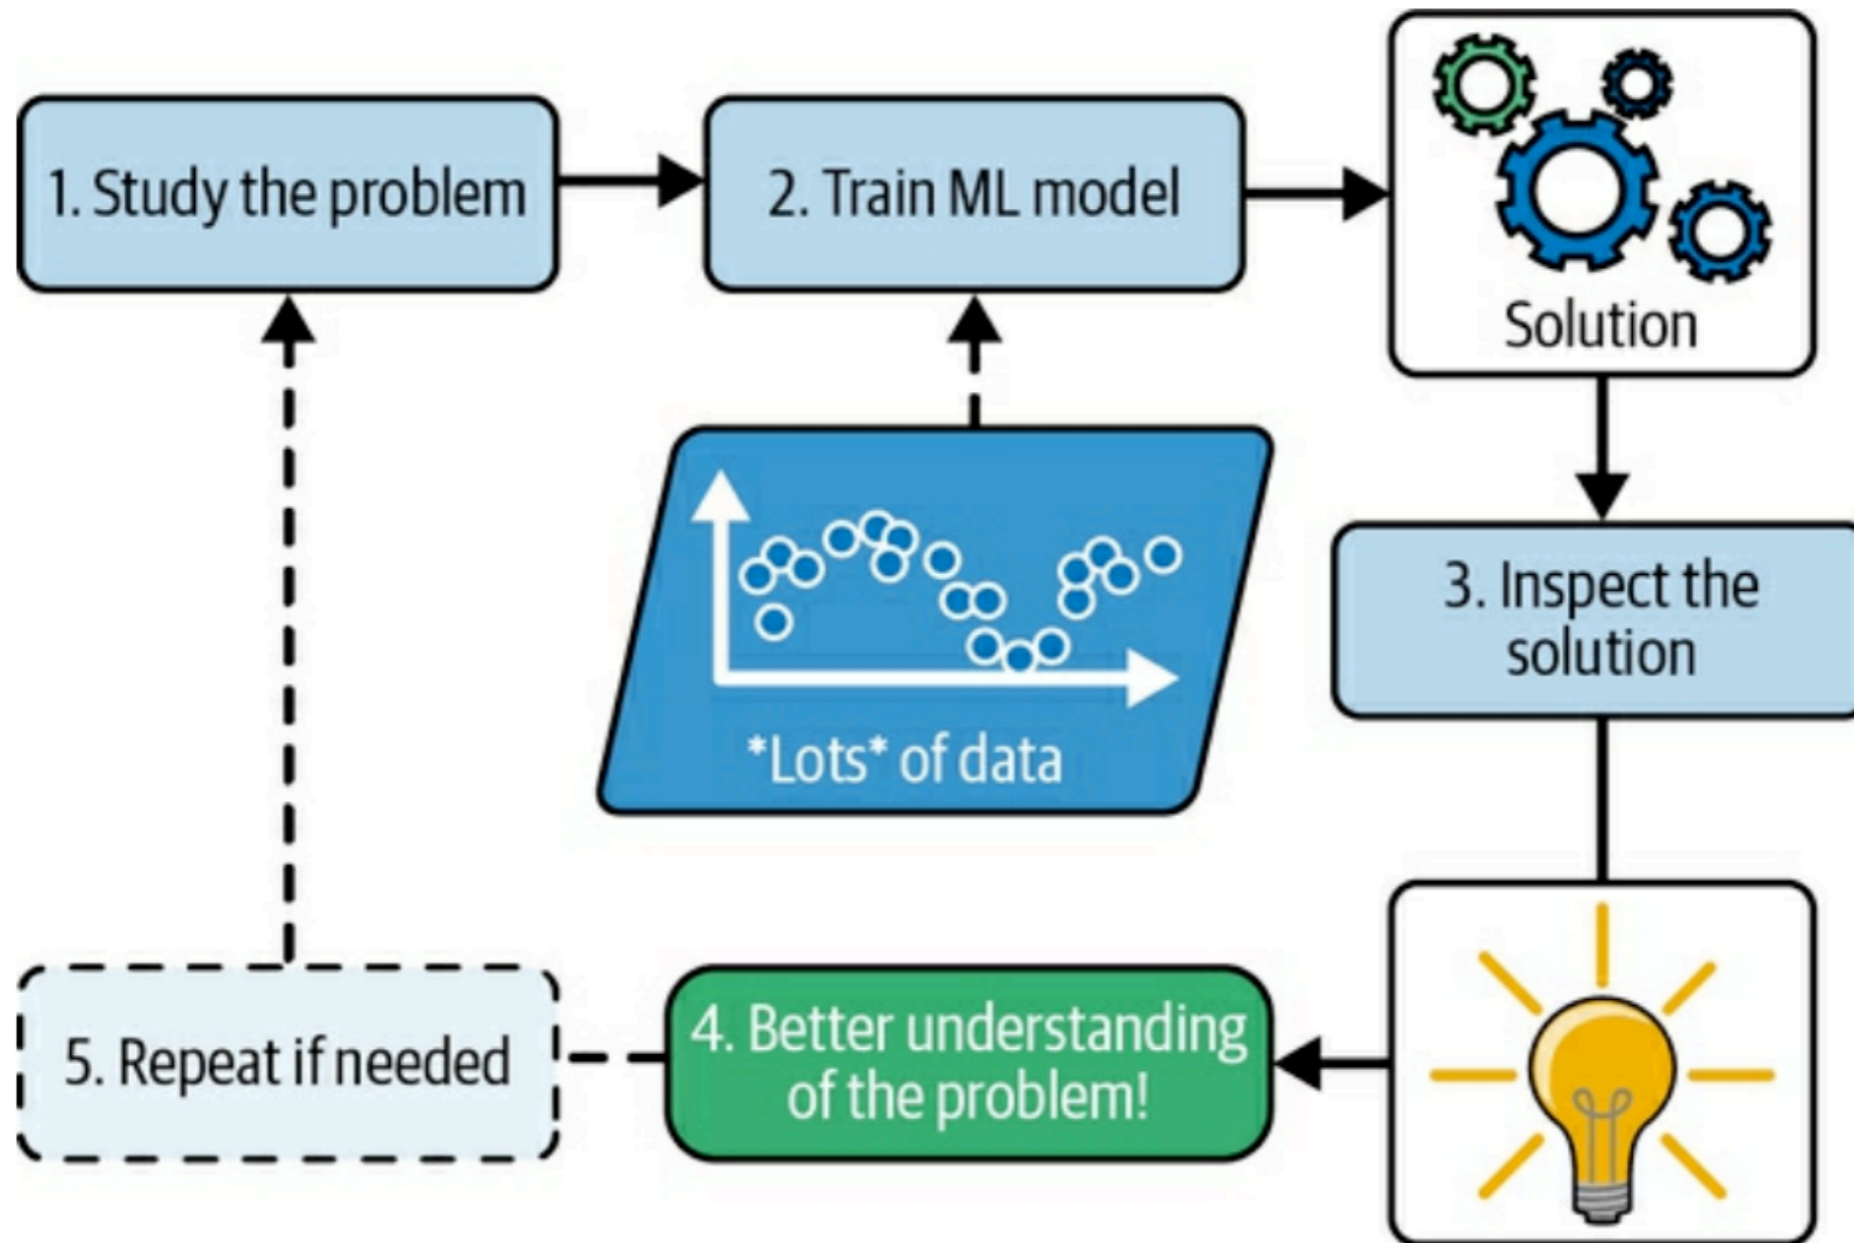 1. Study the problem
2. Train ML model
Solution
*Lots* of data
3. Inspect the
solution
4. Better understanding
of the problem!
5. Repeat if needed